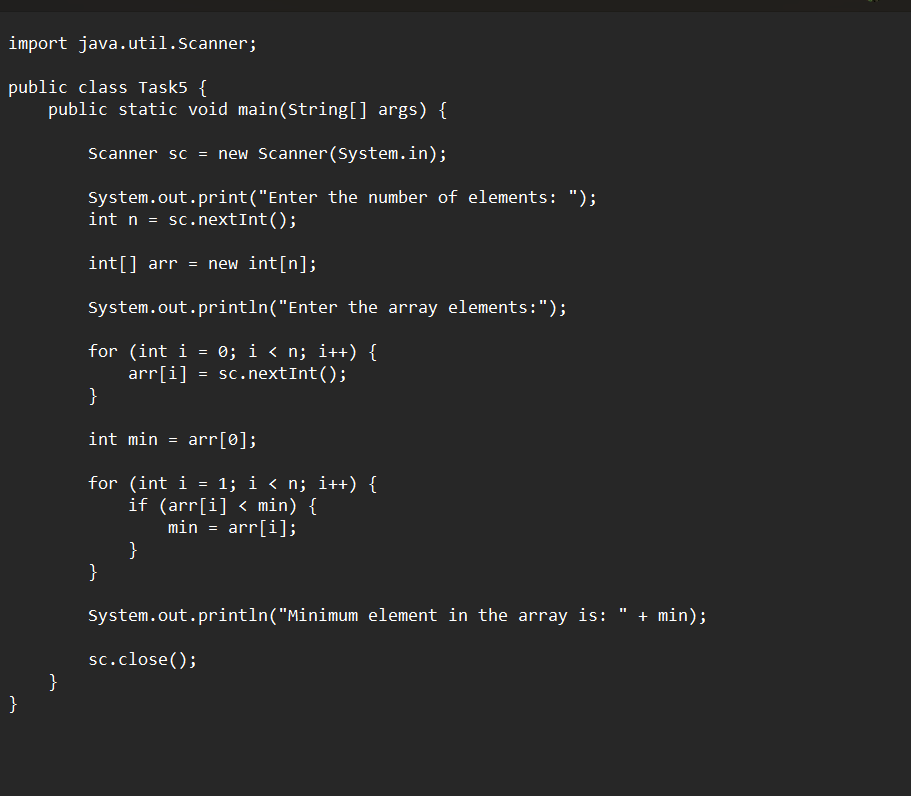 import java.util.Scanner;
public class Task5 {
    public static void main(String[] args) {
        Scanner sc = new Scanner(System.in);
        System.out.print("Enter the number of elements: ");
        int n = sc.nextInt();
        int[] arr = new int[n];
        System.out.println("Enter the array elements:");
        for (int i = 0; i < n; i++) {
            arr[i] = sc.nextInt();
        }
        int min = arr[0];
        for (int i = 1; i < n; i++) {
            if (arr[i] < min) {
                min = arr[i];
            }
        }
        System.out.println("Minimum element in the array is: " + min);
        sc.close();
    }
}